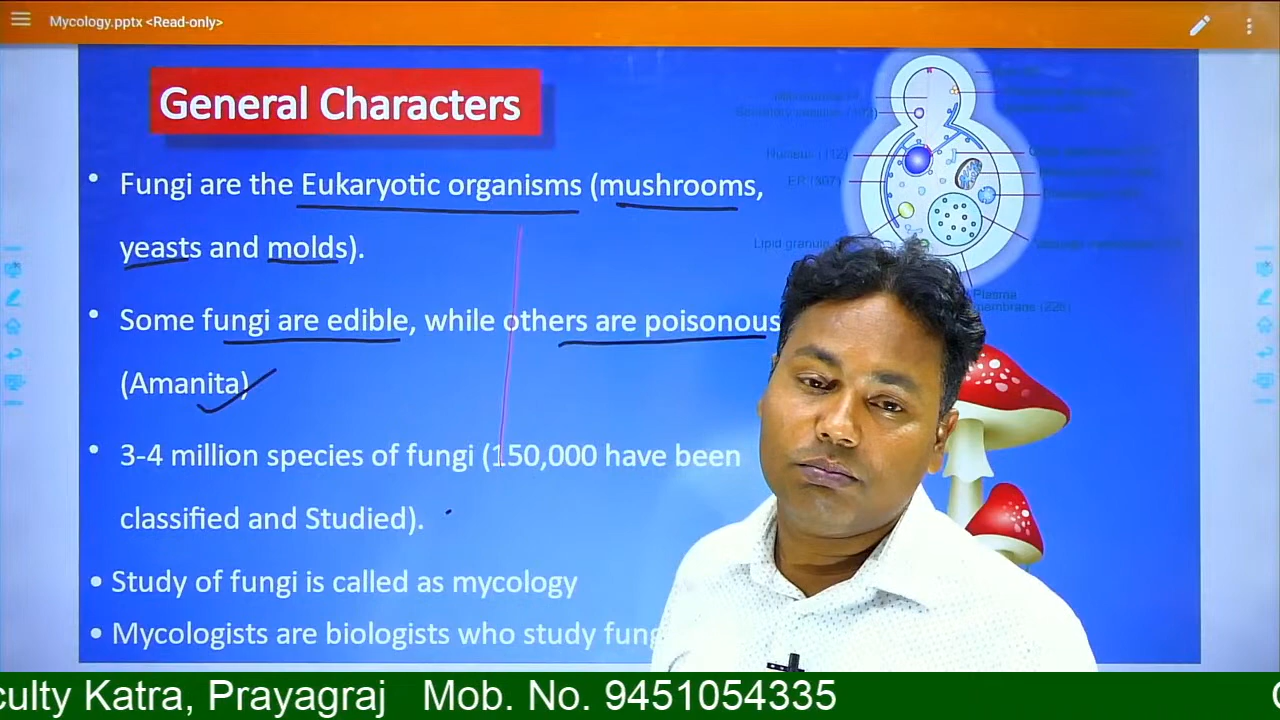 Mycology.pptx <Read-only>
General Characters
• Fungi are the Eukaryotic organisms (mushrooms,
yeasts and molds).
• Some fungi are edible, while others are poisonous
(Amanita)
• 3-4 million species of fungi (150,000 have been
classified and Studied).
• Study of fungi is called as mycology
• Mycologists are biologists who study fung
Nucleus (112)
ER (307)
Lipid granule
Plasma
membrane (225)
culty Katra, Prayagraj Mob. No. 9451054335